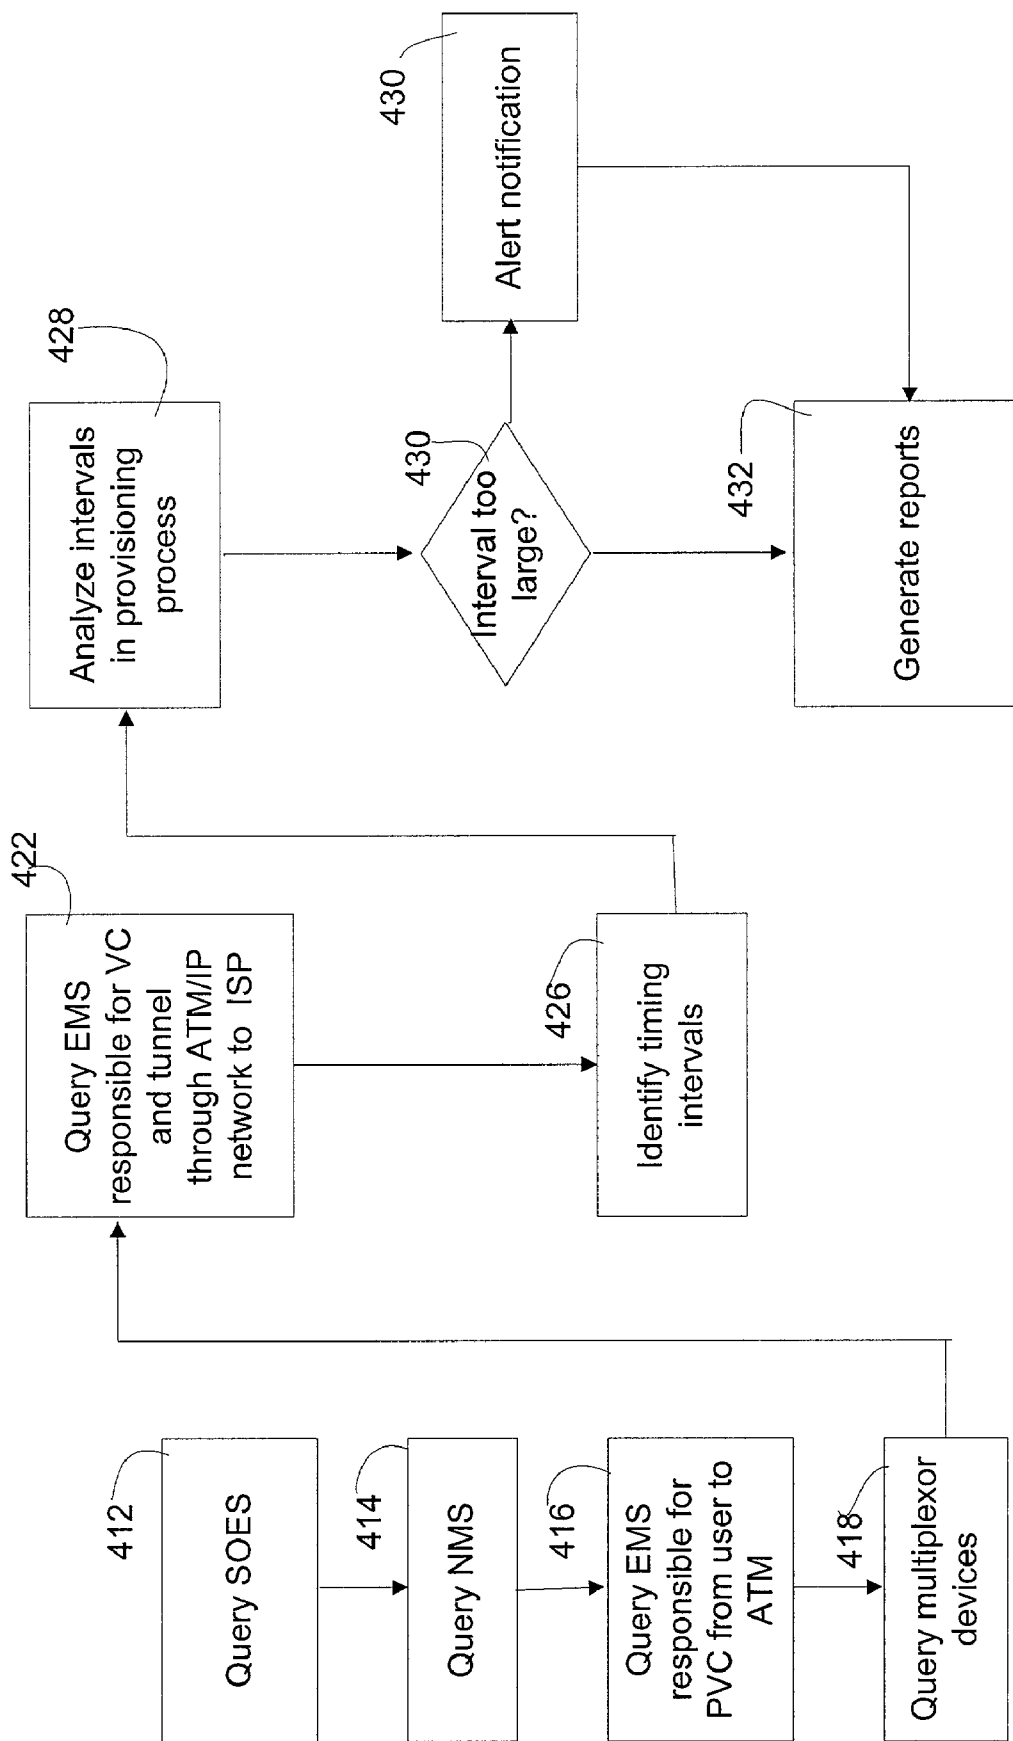 412
Query SOES
414
Query NMS
416
Query EMS
responsible for
PVC from user to
ATM
418
Query multiplexor
devices
422
Query EMS
responsible for VC
and tunnel
through ATM/IP
network to ISP
426
Identify timing
intervals
428
Analyze intervals
in provisioning
process
430
Interval too
large?
430
Alert notification
432
Generate reports